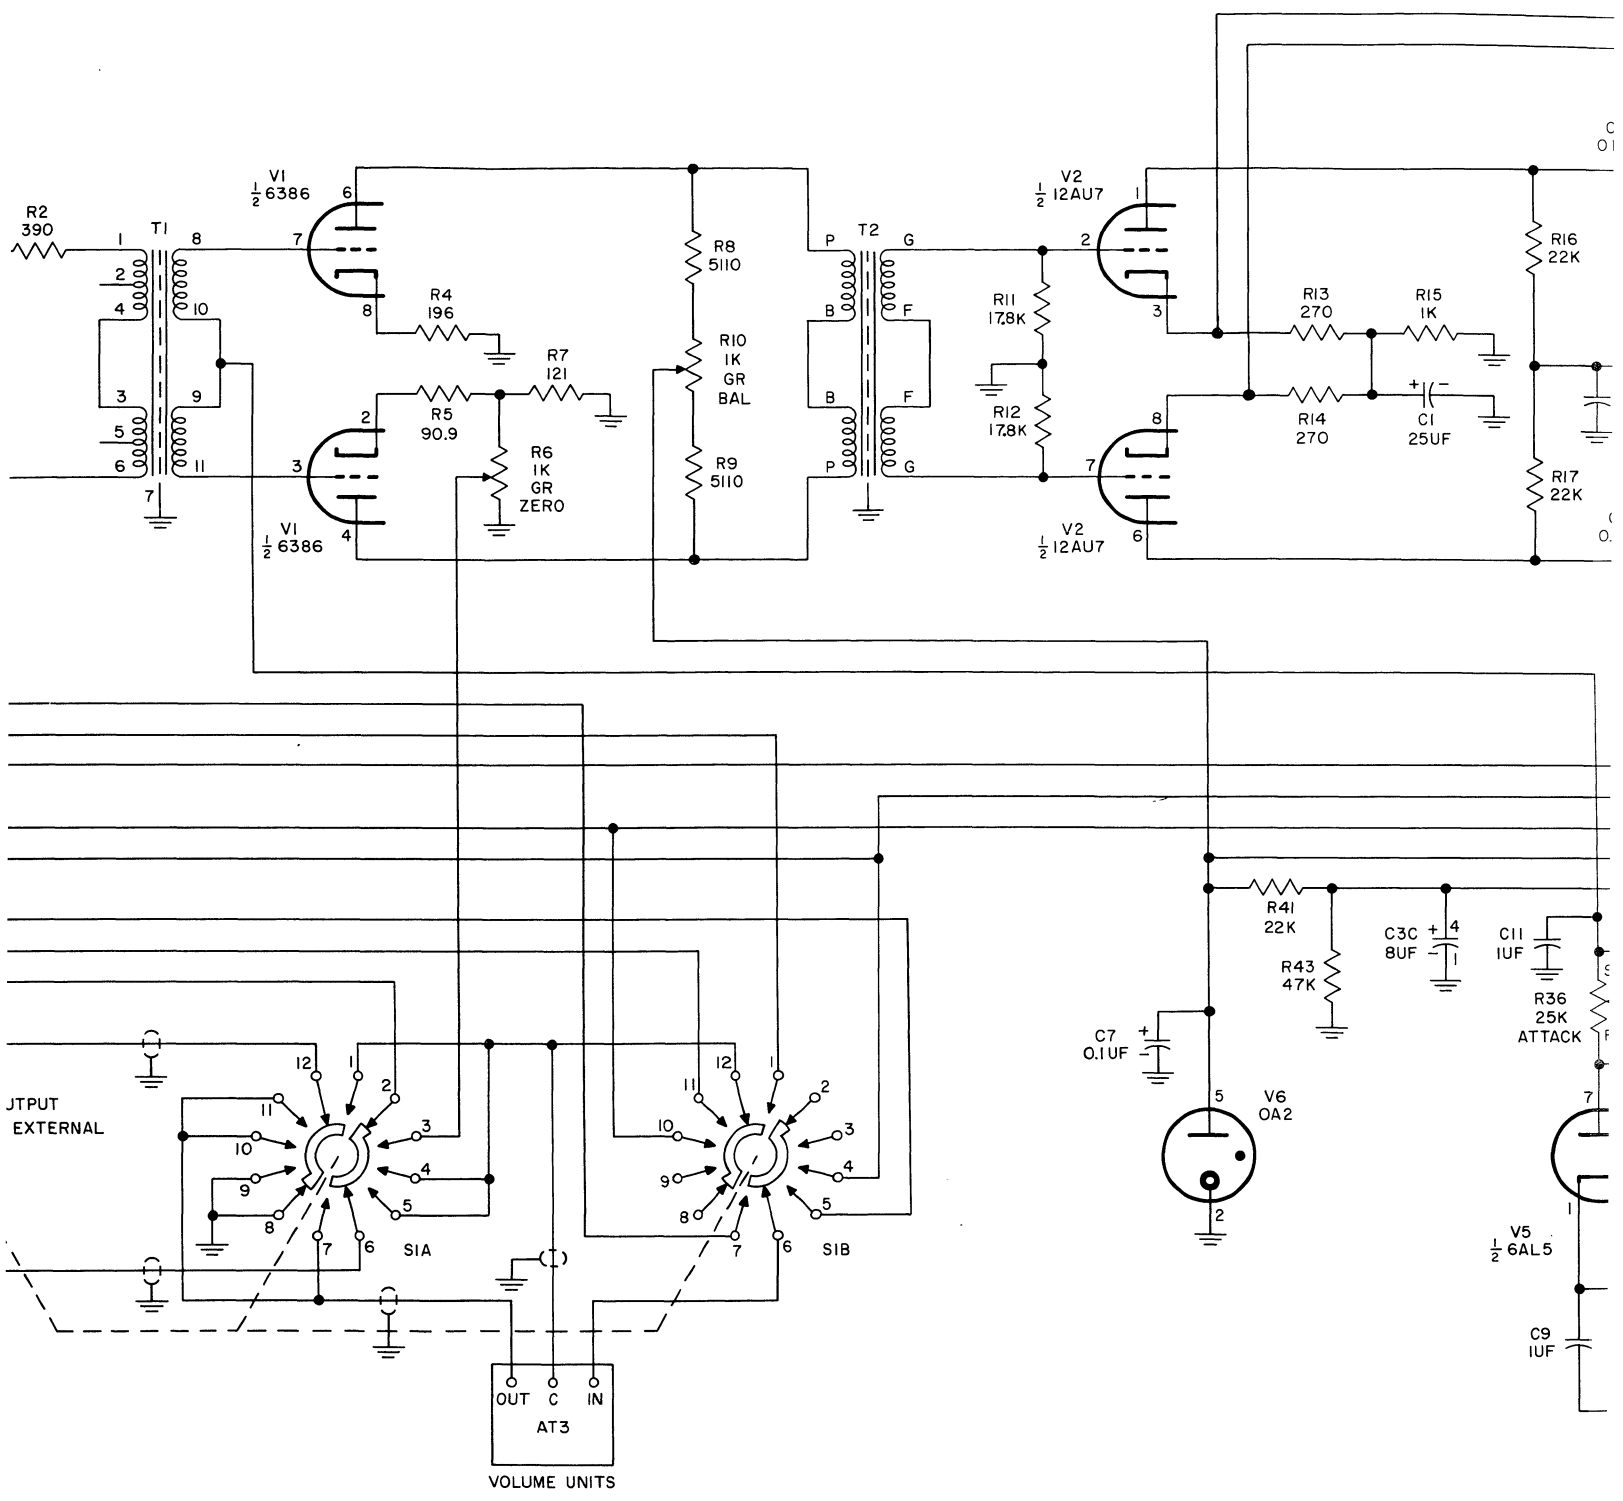 R2
390
T1
1
2
4
3
5
6
7
8
10
9
11
V1
½ 6386
6
7
8
R4
196
R7
121
2
R5
90.9
3
R6
1K
GR
ZERO
V1
½ 6386
4
R8
5110
R10
1K
GR
BAL
R9
5110
T2
P
B
B
P
G
F
F
G
R11
17.8K
R12
17.8K
V2
½ 12AU7
1
2
3
R13
270
R15
1K
8
R14
270
+ -
C1
25UF
7
V2
½ 12AU7
6
R16
22K
R17
22K
R41
22K
R43
47K
C3C
8UF
+ 4
- 1
C11
1UF
R36
25K
ATTACK
C7
0.1UF
+
-
5
V6
OA2
2
7
1
V5
½ 6AL5
C9
1UF
UTPUT
EXTERNAL
12
1
2
3
4
5
6
7
8
9
10
11
S1A
12
1
2
3
4
5
6
7
8
9
10
11
S1B
OUT C IN
AT3
VOLUME UNITS